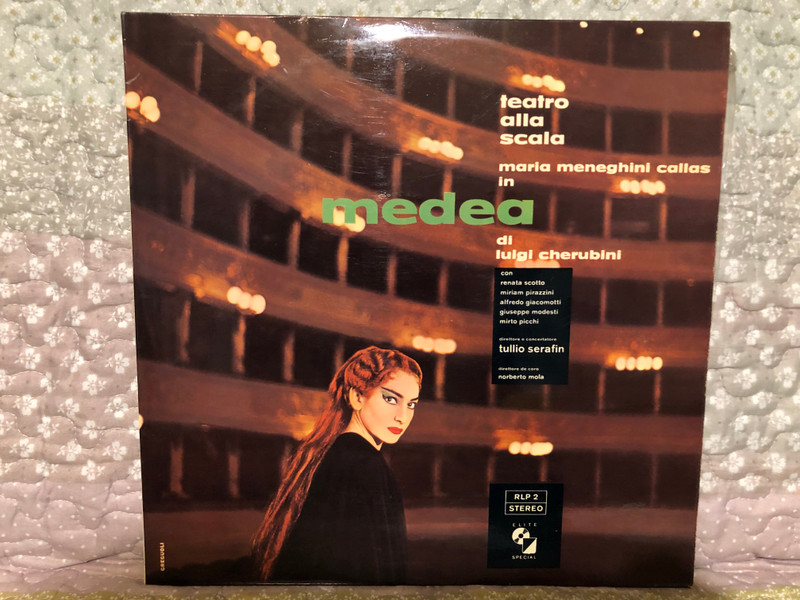 teatro
alla
scala
maria meneghini callas
in
medea
di
luigi cherubini
con
renata scotto
miriam pirazzini
alfredo giacomotti
giuseppe modesti
mirto picchi
direttore e concertatore
tullio serafin
direttore de coro
norberto mola
RLP 2
STEREO
ELITE
SPECIAL